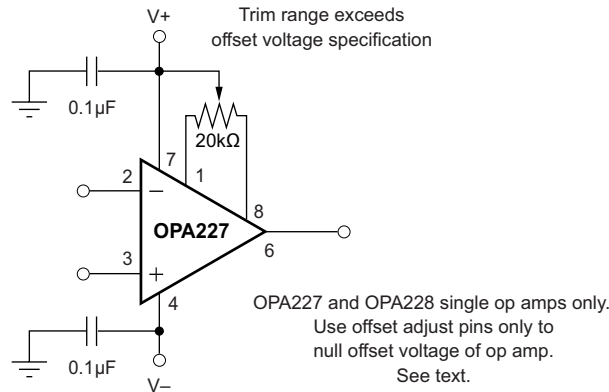 V+
Trim range exceeds
offset voltage specification
0.1µF
20kΩ
7
1
2
–
8
OPA227
6
3
+
4
OPA227 and OPA228 single op amps only.
Use offset adjust pins only to
null offset voltage of op amp.
See text.
0.1µF
V–